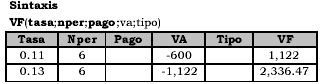 Sintaxis
VF(tasa;nper;pago;va;tipo)
Tasa Nper Pago VA Tipo VF
0.11 6 -600 1,122
0.13 6 -1,122 2,336.47